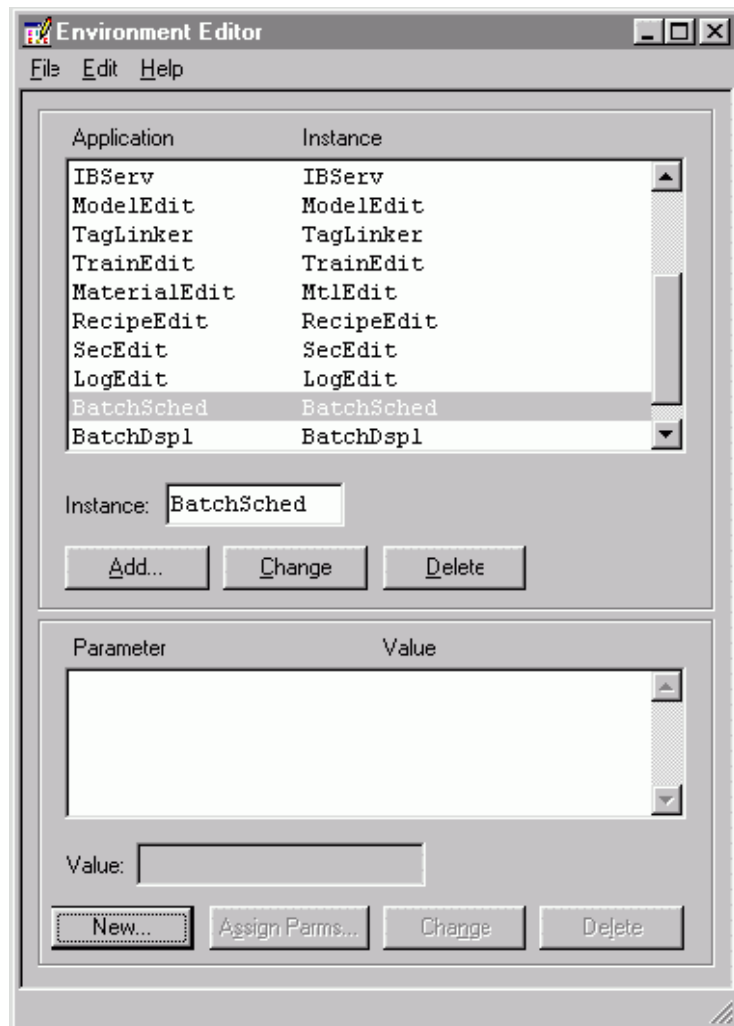 Environment Editor
File Edit Help
Application Instance
IBServ IBServ
ModelEdit ModelEdit
TagLinker TagLinker
TrainEdit TrainEdit
MaterialEdit MtlEdit
RecipeEdit RecipeEdit
SecEdit SecEdit
LogEdit LogEdit
BatchSched BatchSched
BatchDspl BatchDspl
Instance: BatchSched
Add... Change Delete
Parameter Value
Value:
New... Assign Parms... Change Delete